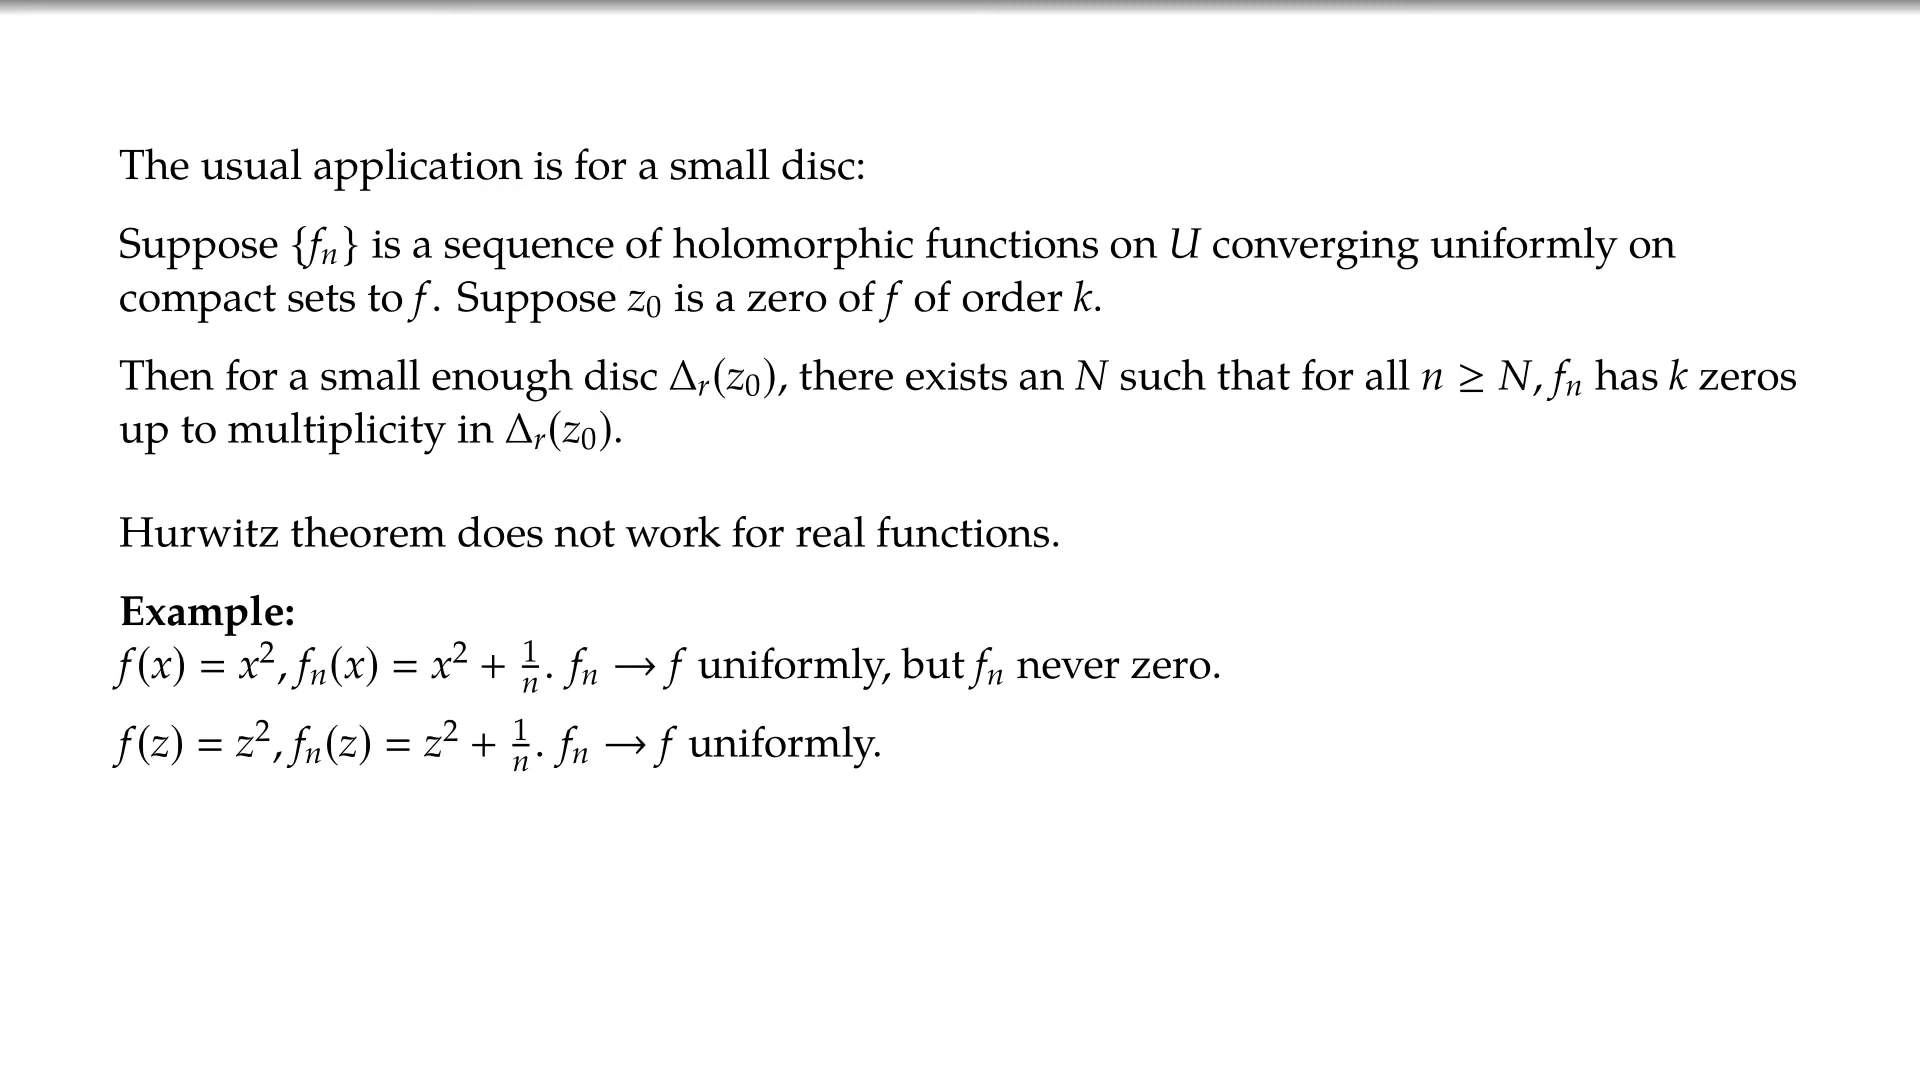 The usual application is for a small disc:
Suppose {fₙ} is a sequence of holomorphic functions on U converging uniformly on
compact sets to f. Suppose z₀ is a zero of f of order k.
Then for a small enough disc Δᵣ(z₀), there exists an N such that for all n ≥ N, fₙ has k zeros
up to multiplicity in Δᵣ(z₀).
Hurwitz theorem does not work for real functions.
Example:
f(x) = x², fₙ(x) = x² + 1/n. fₙ → f uniformly, but fₙ never zero.
f(z) = z², fₙ(z) = z² + 1/n. fₙ → f uniformly.